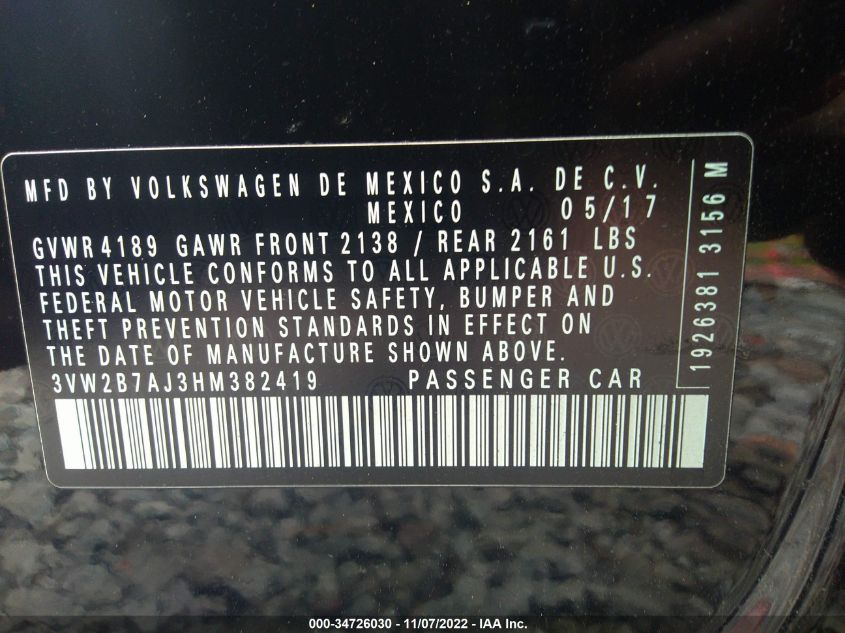 MFD BY VOLKSWAGEN DE MEXICO S.A. DE C.V.
MEXICO 05/17
GVWR 4189 GAWR FRONT 2138 / REAR 2161 LBS
THIS VEHICLE CONFORMS TO ALL APPLICABLE U.S.
FEDERAL MOTOR VEHICLE SAFETY, BUMPER AND
THEFT PREVENTION STANDARDS IN EFFECT ON
THE DATE OF MANUFACTURE SHOWN ABOVE.
3VW2B7AJ3HM382419 PASSENGER CAR
1926381 3156 M
000-34726030 - 11/07/2022 - IAA Inc.